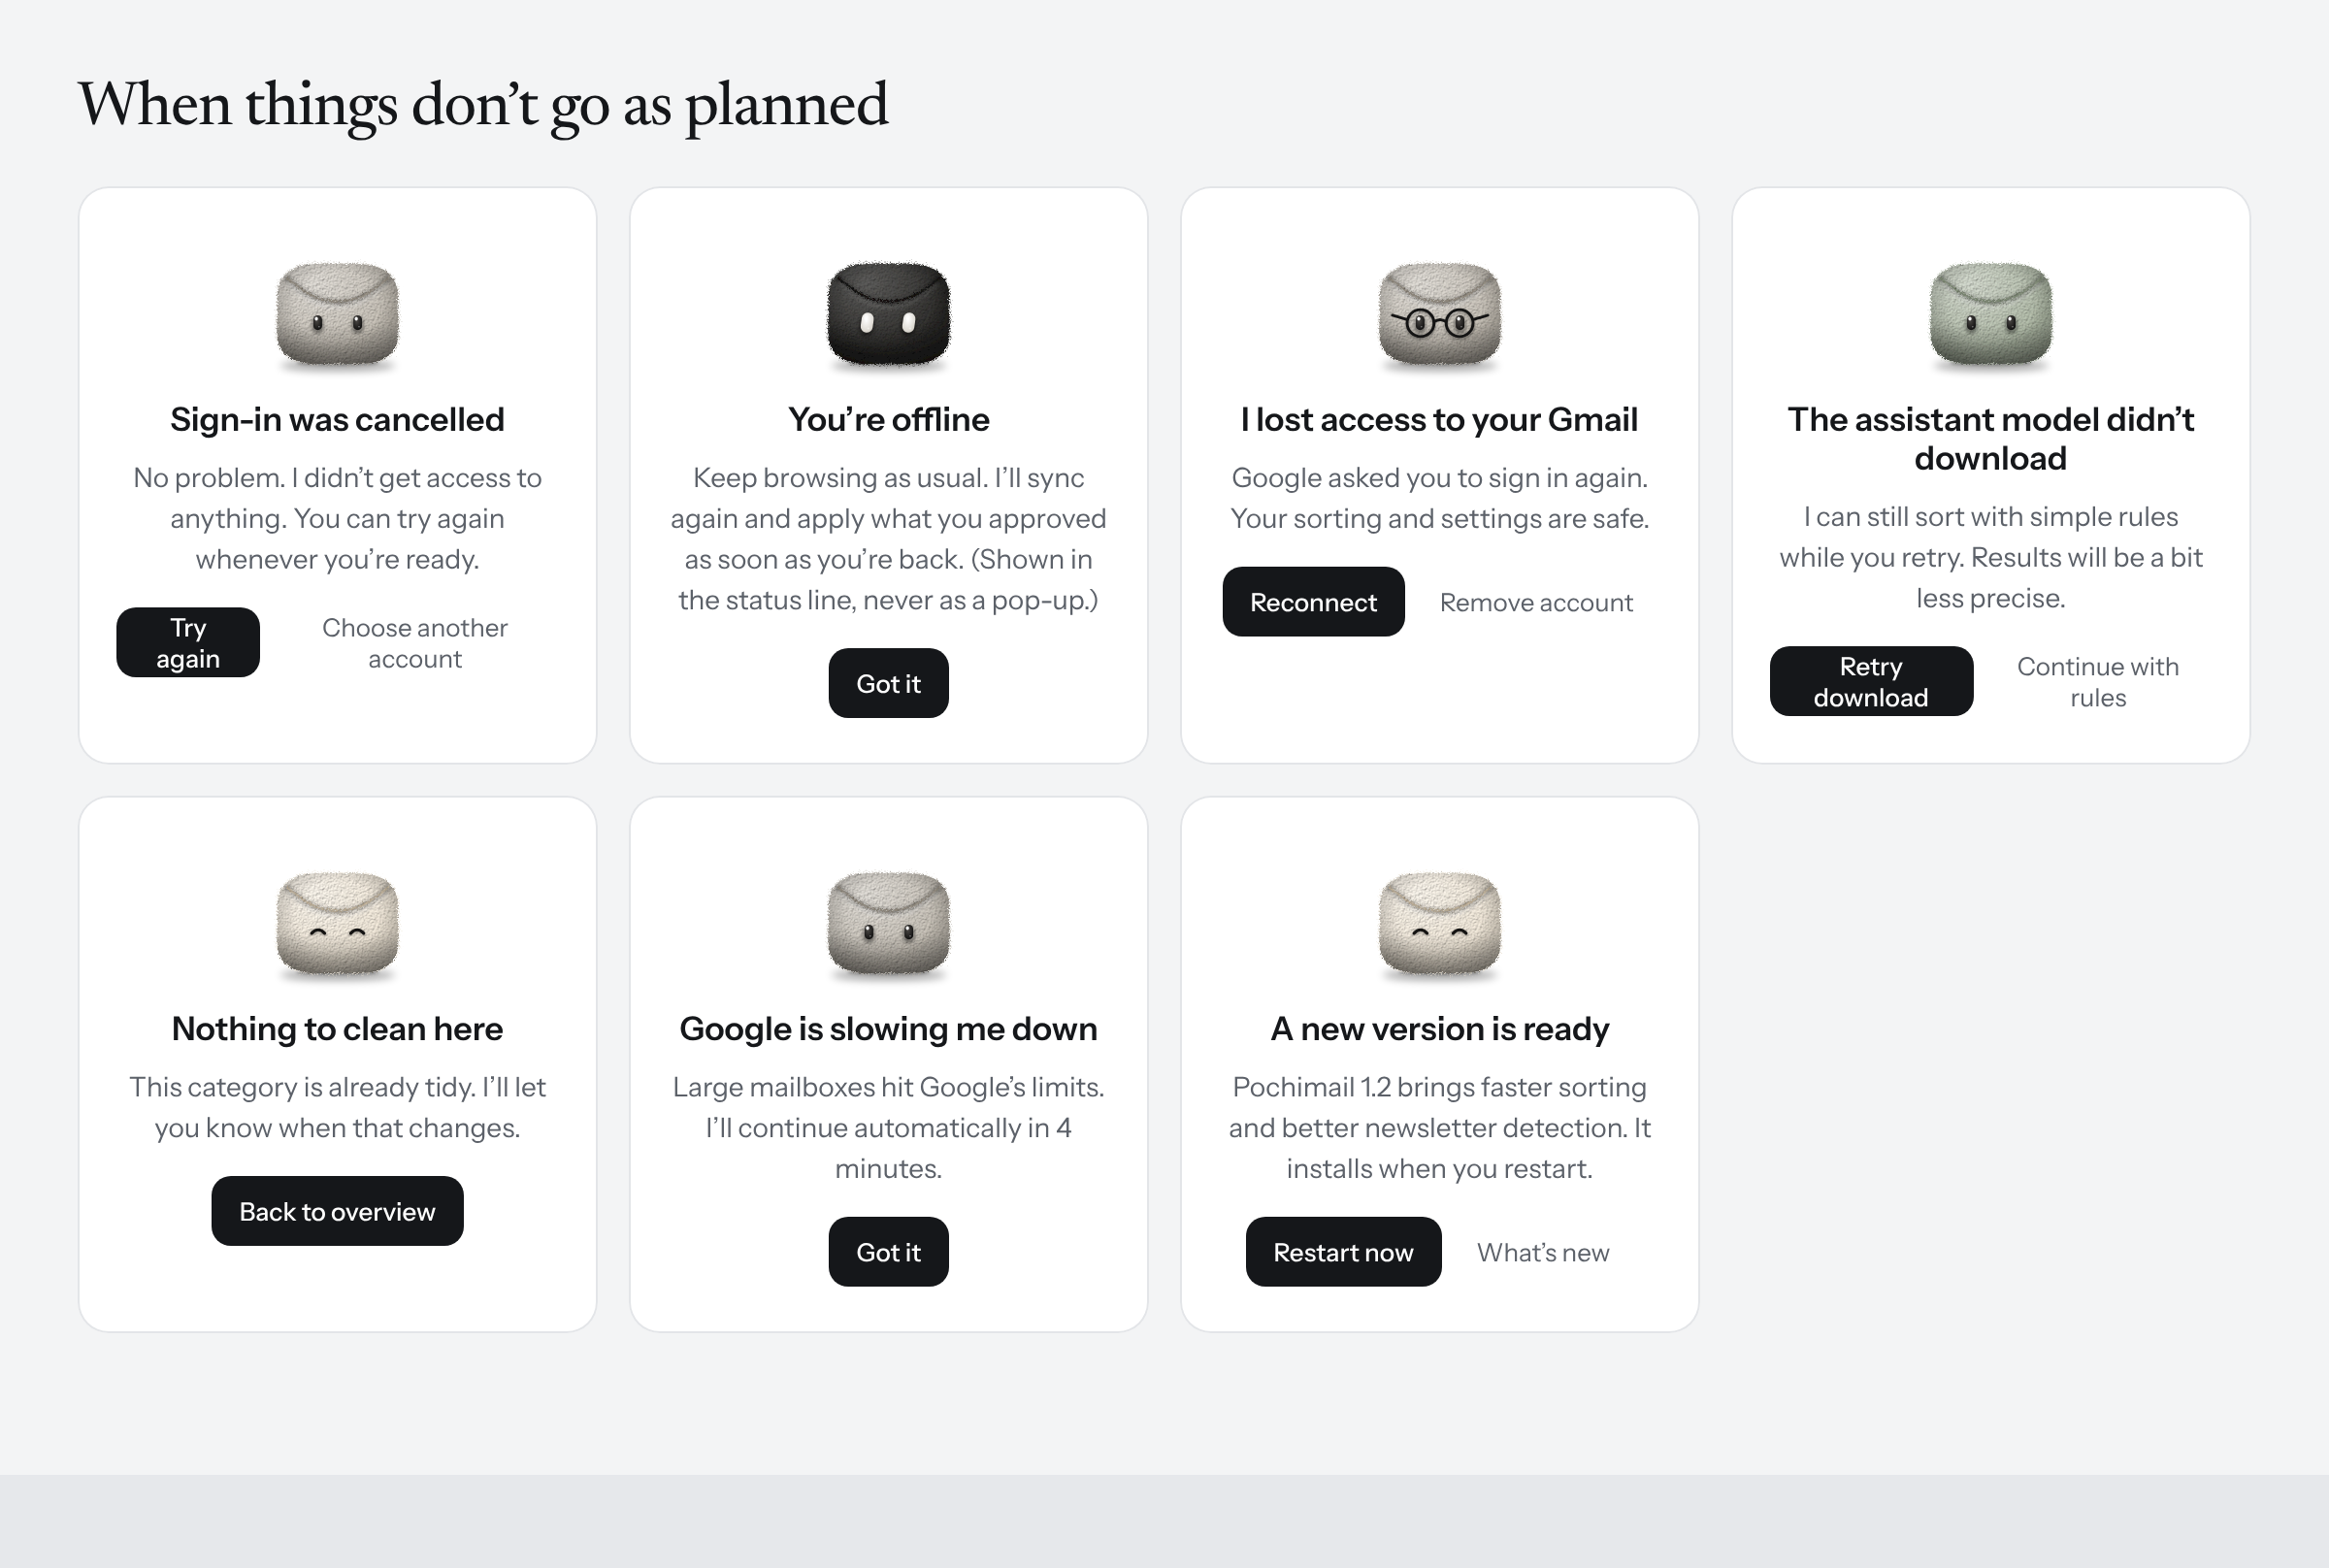 When things don’t go as planned
Sign-in was cancelled
No problem. I didn’t get access to
anything. You can try again
whenever you’re ready.
Try
again
Choose another
account
You’re offline
Keep browsing as usual. I’ll sync
again and apply what you approved
as soon as you’re back. (Shown in
the status line, never as a pop-up.)
Got it
I lost access to your Gmail
Google asked you to sign in again.
Your sorting and settings are safe.
Reconnect
Remove account
The assistant model didn’t
download
I can still sort with simple rules
while you retry. Results will be a bit
less precise.
Retry
download
Continue with
rules
Nothing to clean here
This category is already tidy. I’ll let
you know when that changes.
Back to overview
Google is slowing me down
Large mailboxes hit Google’s limits.
I’ll continue automatically in 4
minutes.
Got it
A new version is ready
Pochimail 1.2 brings faster sorting
and better newsletter detection. It
installs when you restart.
Restart now
What’s new